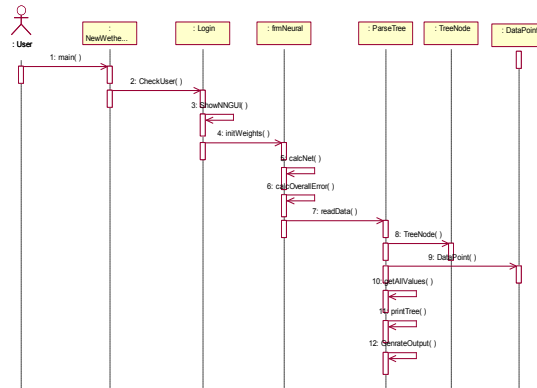 : User
:
NewWethe...
: Login
: frmNeural
: ParseTree
: TreeNode
: DataPoint
1: main( )
2: CheckUser( )
3: ShowNNGUI( )
4: initWeights( )
5: calcNet( )
6: calcOverallError( )
7: readData( )
8: TreeNode( )
9: DataPoint( )
10: getAllValues( )
11: printTree( )
12: GenrateOutput( )